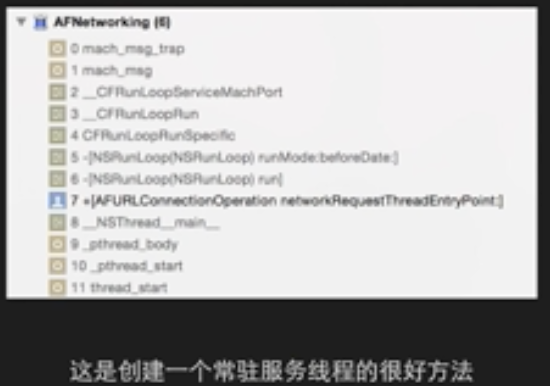 AFNetworking (6)
0 mach_msg_trap
1 mach_msg
2 __CFRunLoopServiceMachPort
3 __CFRunLoopRun
4 CFRunLoopRunSpecific
5 -[NSRunLoop(NSRunLoop) runMode:beforeDate:]
6 -[NSRunLoop(NSRunLoop) run]
7 +[AFURLConnectionOperation networkRequestThreadEntryPoint:]
8 __NSThread__main__
9 _pthread_body
10 _pthread_start
11 thread_start
这是创建一个常驻服务线程的很好方法